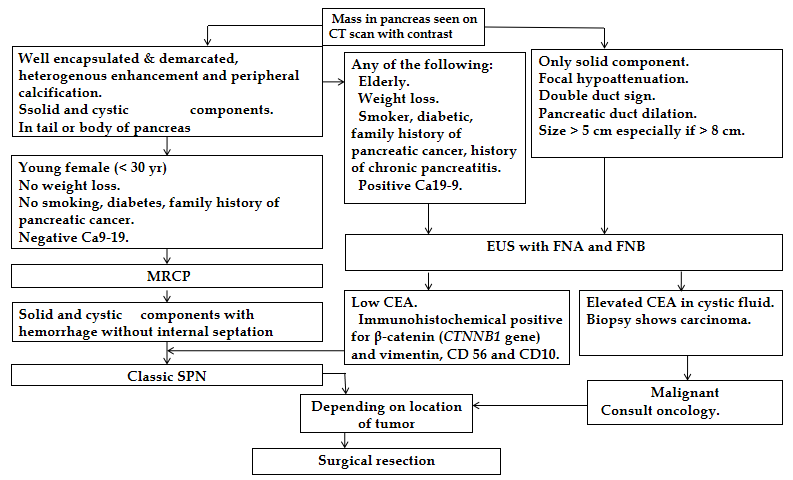 Mass in pancreas seen on
CT scan with contrast
Well encapsulated & demarcated,
heterogenous enhancement and peripheral
calcification.
Ssolid and cystic components.
In tail or body of pancreas
Any of the following:
Elderly.
Weight loss.
Smoker, diabetic,
family history of
pancreatic cancer, history
of chronic pancreatitis.
Positive Ca19-9.
Only solid component.
Focal hypoattenuation.
Double duct sign.
Pancreatic duct dilation.
Size > 5 cm especially if > 8 cm.
Young female (< 30 yr)
No weight loss.
No smoking, diabetes, family history of
pancreatic cancer.
Negative Ca9-19.
EUS with FNA and FNB
MRCP
Solid and cystic components with
hemorrhage without internal septation
Low CEA.
Immunohistochemical positive
for β-catenin (CTNNB1 gene)
and vimentin, CD 56 and CD10.
Elevated CEA in cystic fluid.
Biopsy shows carcinoma.
Classic SPN
Malignant
Consult oncology.
Depending on location
of tumor
Surgical resection